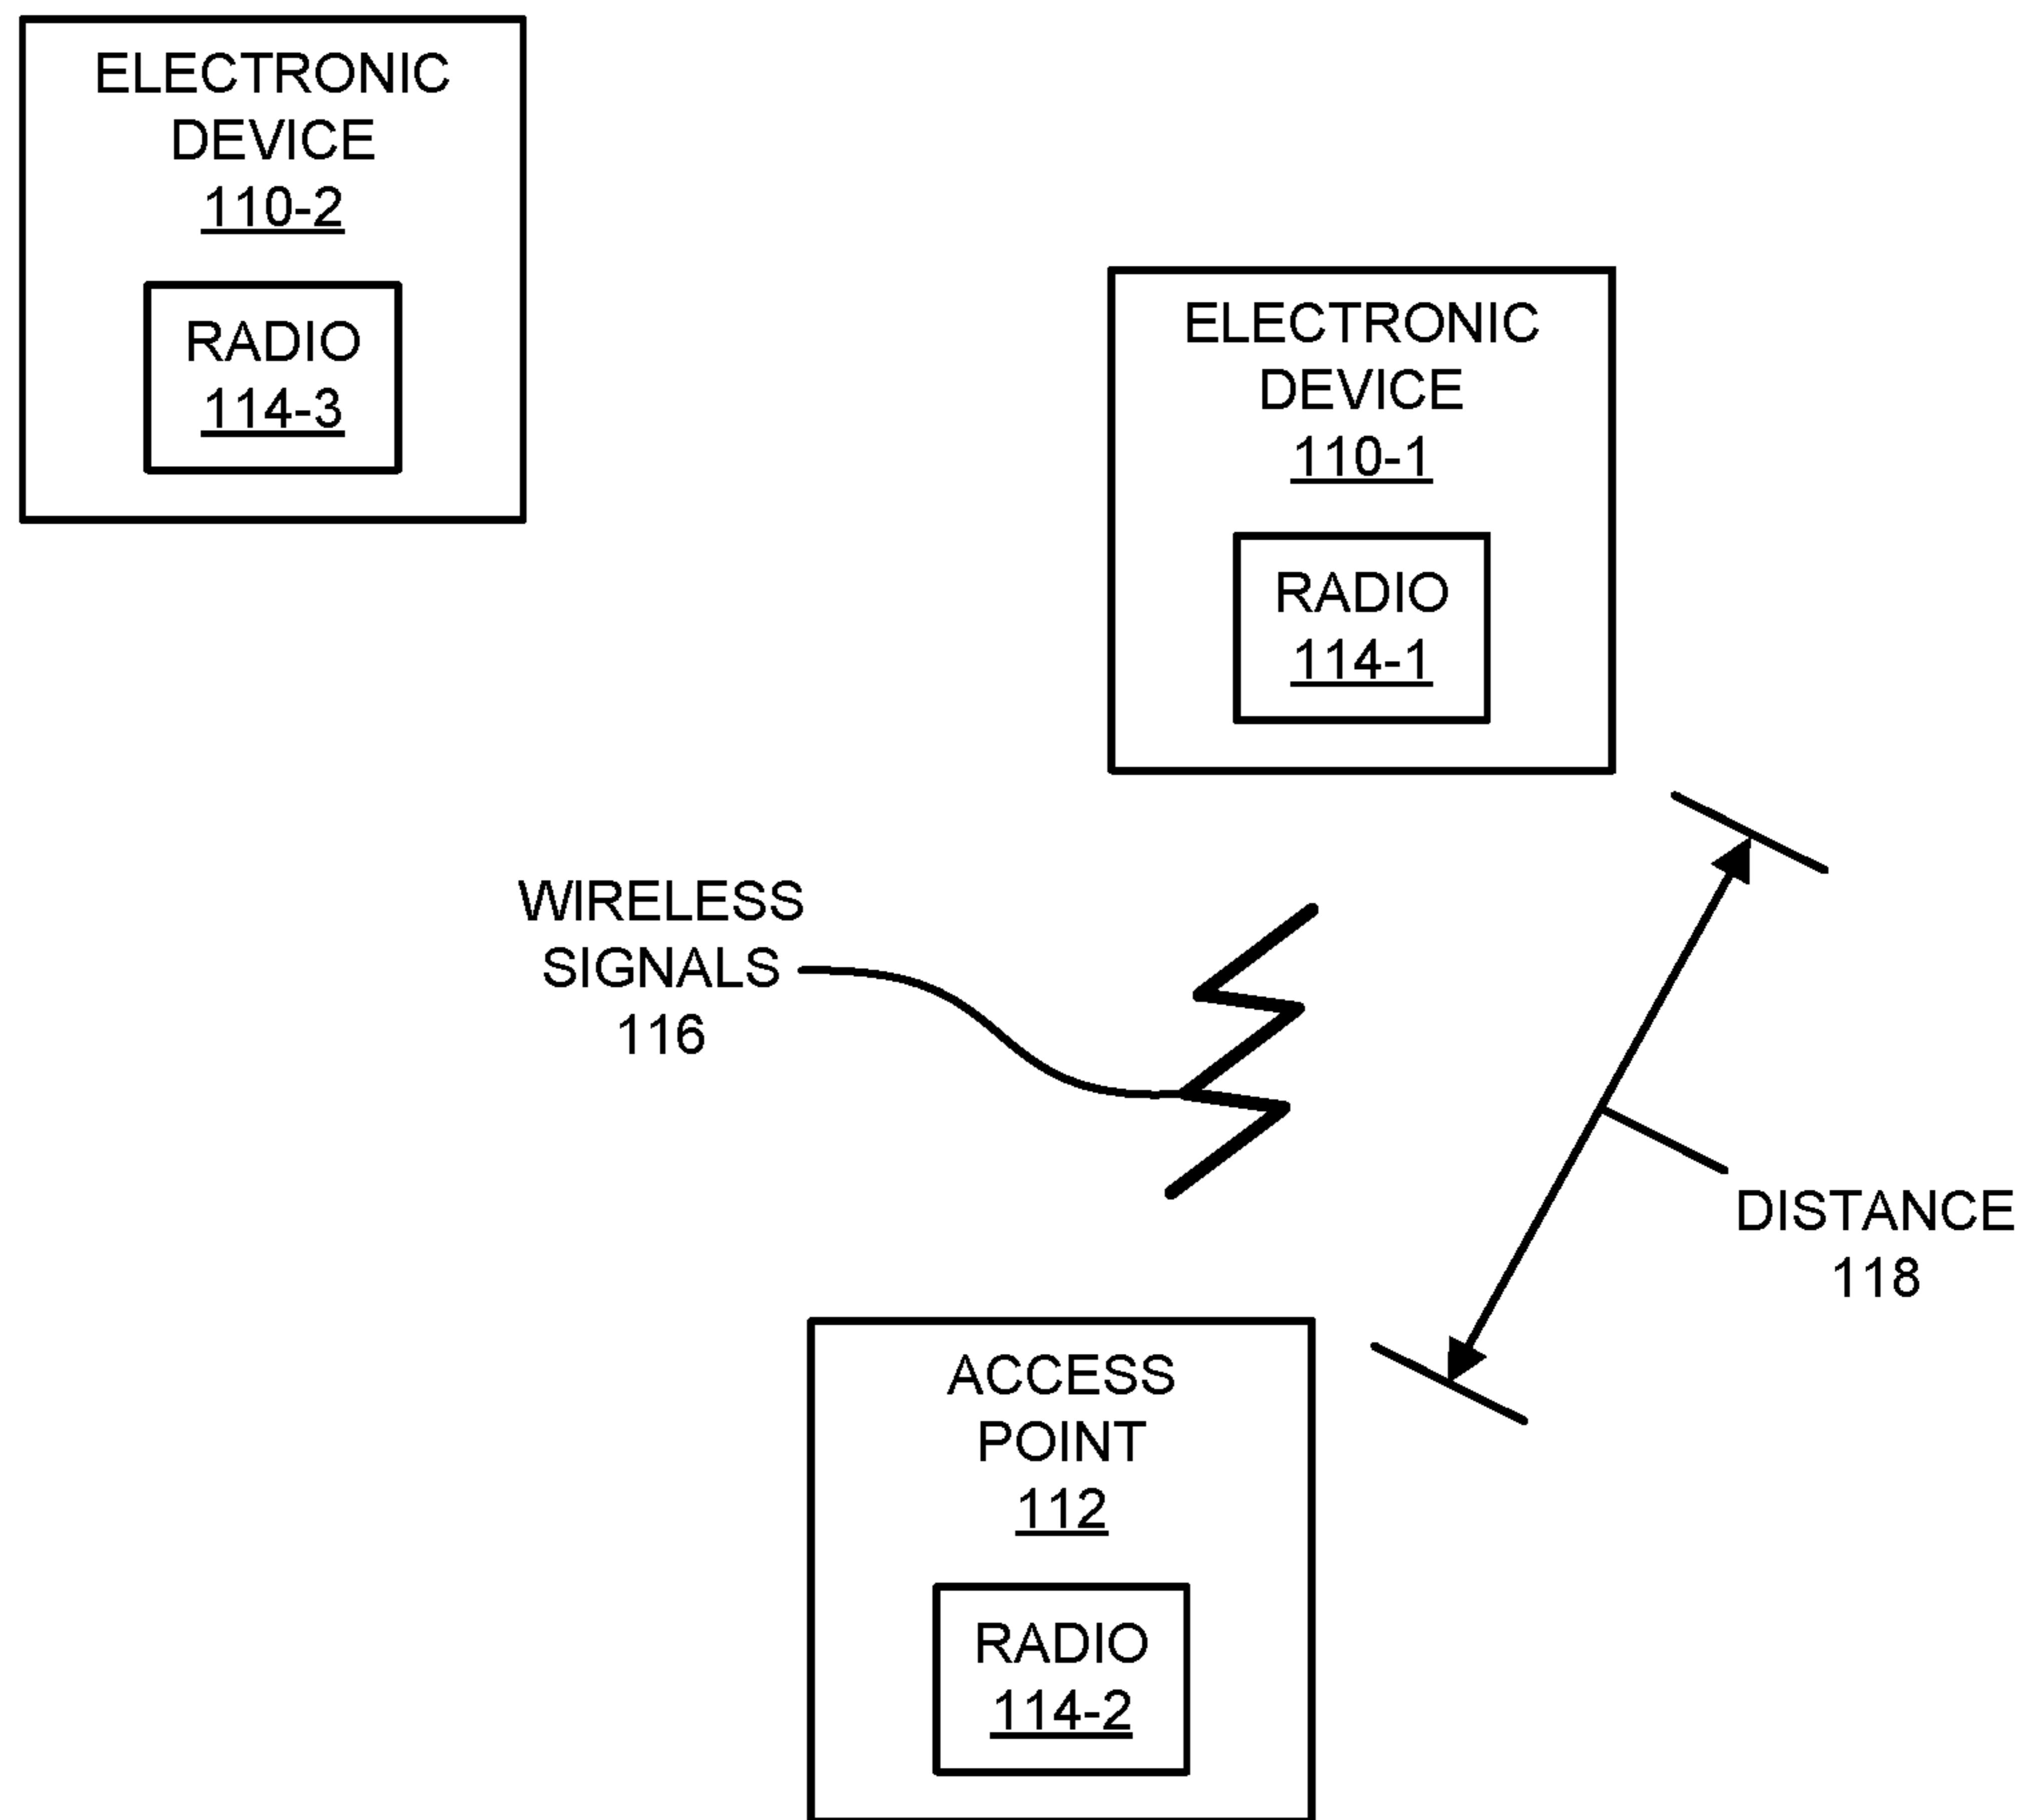 ELECTRONIC
DEVICE
110-2
RADIO
114-3
ELECTRONIC
DEVICE
110-1
RADIO
114-1
WIRELESS
SIGNALS
116
DISTANCE
118
ACCESS
POINT
112
RADIO
114-2